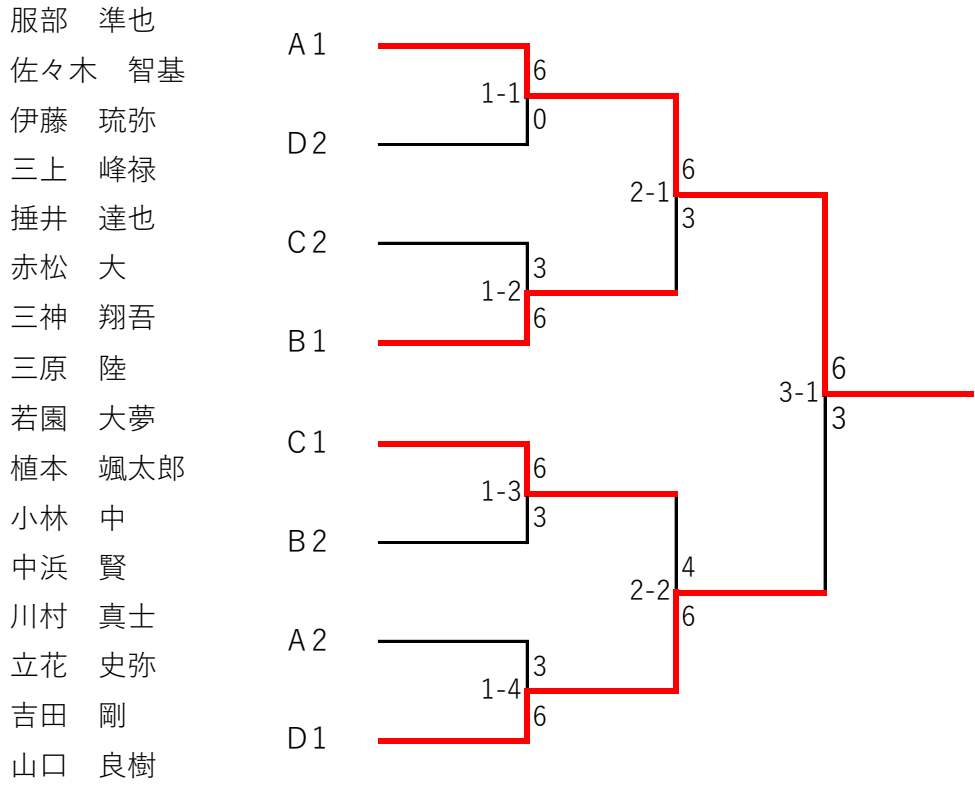 服部　準也
佐々木　智基
A1
6
1-1
伊藤　琉弥
0
D2
三上　峰禄
6
2-1
捶井　達也
3
C2
赤松　大
3
1-2
三神　翔吾
6
B1
三原　陸
6
3-1
若園　大夢
3
C1
植本　颯太郎
6
1-3
小林　中
3
B2
中浜　賢
4
2-2
川村　真士
6
A2
立花　史弥
3
1-4
吉田　剛
6
D1
山口　良樹